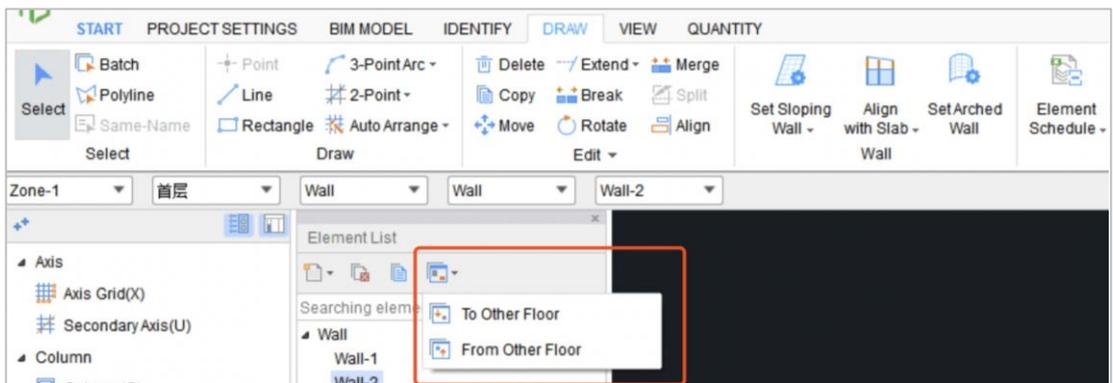 START PROJECT SETTINGS BIM MODEL IDENTIFY DRAW VIEW QUANTITY
Batch Point 3-Point Arc Delete Extend Merge
Select Polyline Line 2-Point Copy Break Split Set Sloping Wall Align with Slab Set Arched Wall Element Schedule
Same-Name Rectangle Auto Arrange Move Rotate Align
Select Draw Edit Wall
Zone-1 首层 Wall Wall Wall-2
Element List
Axis
Axis Grid(X)
Secondary Axis(U)
Column
Searching eleme
To Other Floor
From Other Floor
Wall
Wall-1
Wall-2